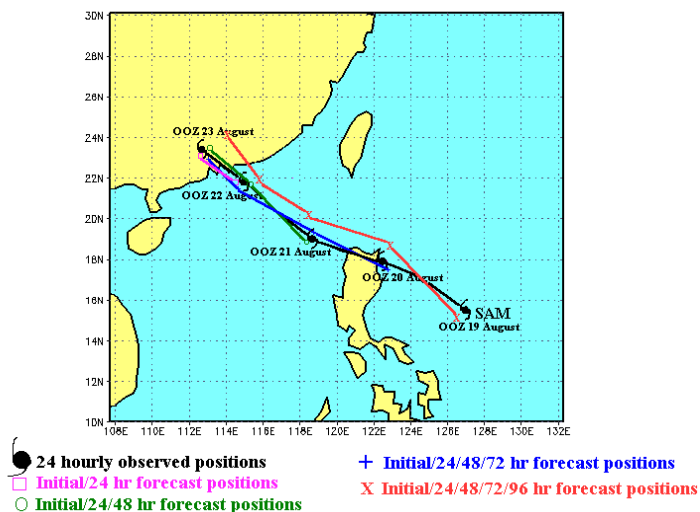 30N
28N
26N
24N
22N
20N
18N
16N
14N
12N
10N
OOZ 23 August
OOZ 22 August
OOZ 21 August
OOZ 20 August
SAM
OOZ 19 August
108E 110E 112E 114E 116E 118E 120E 122E 124E 126E 128E 130E 132E
24 hourly observed positions
Initial/24 hr forecast positions
Initial/24/48 hr forecast positions
+ Initial/24/48/72 hr forecast positions
X Initial/24/48/72/96 hr forecast positions